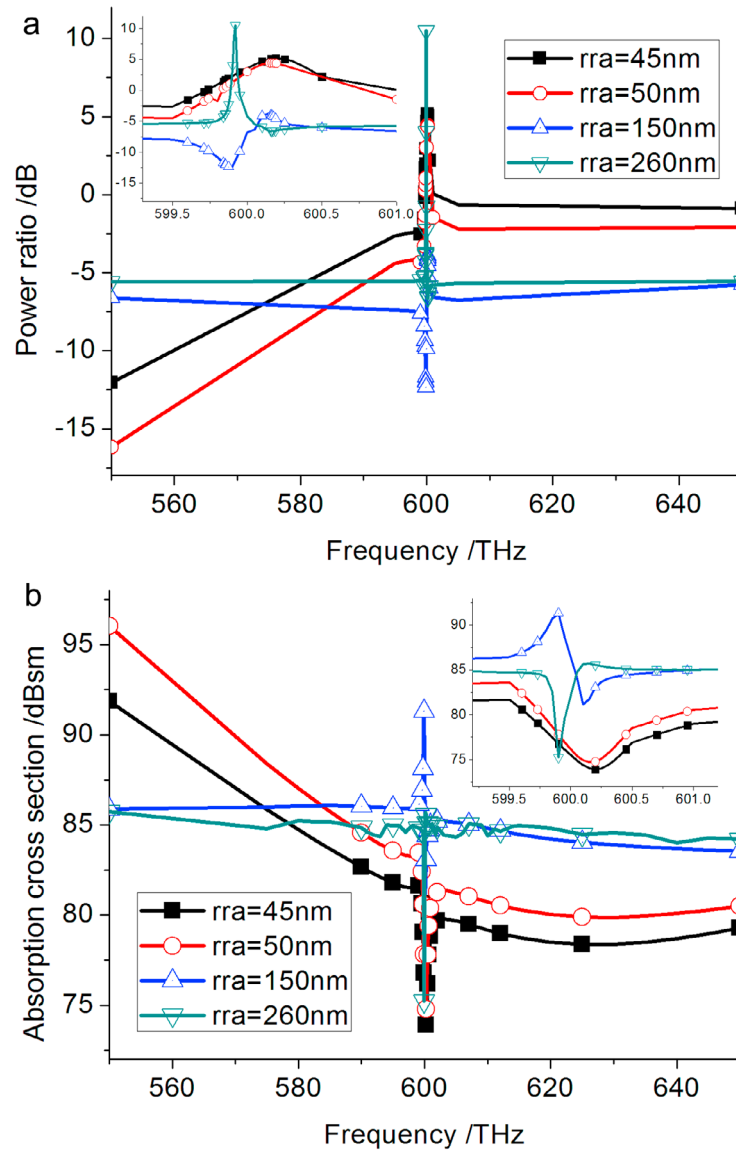 a
10
5
0
-5
-10
-15
599.5
600.0
600.5
601.0
rra=45nm
rra=50nm
rra=150nm
rra=260nm
Power ratio /dB
10
5
0
-5
-10
-15
560
580
600
620
640
Frequency /THz
b
90
85
80
75
599.5
600.0
600.5
601.0
rra=45nm
rra=50nm
rra=150nm
rra=260nm
Absorption cross section /dBsm
95
90
85
80
75
560
580
600
620
640
Frequency /THz